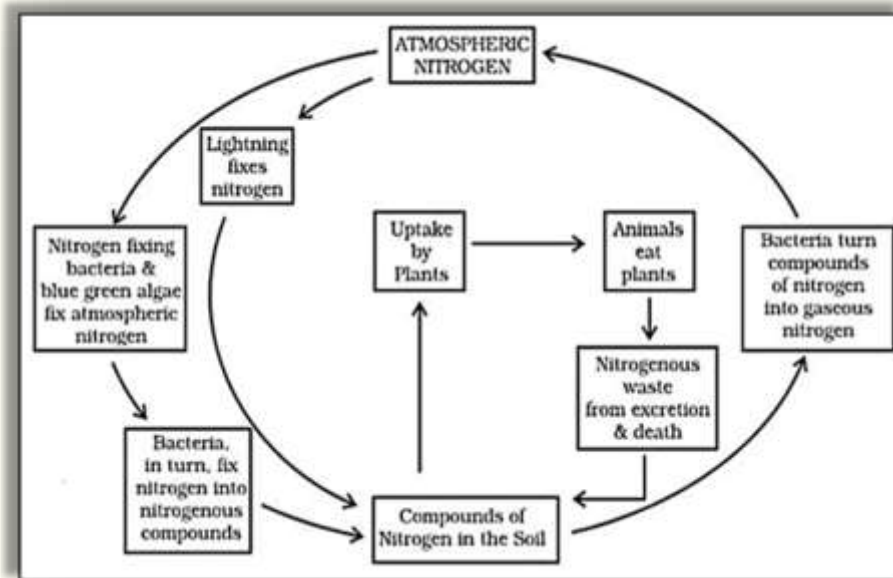 ATMOSPHERIC
NITROGEN
Lightning
fixes
nitrogen
Nitrogen fixing
bacteria &
blue green algae
fix atmospheric
nitrogen
Uptake
by
Plants
Animals
eat
plants
Bacteria turn
compounds
of nitrogen
into gaseous
nitrogen
Nitrogenous
waste
from excretion
& death
Bacteria,
in turn, fix
nitrogen into
nitrogenous
compounds
Compounds of
Nitrogen in the Soil